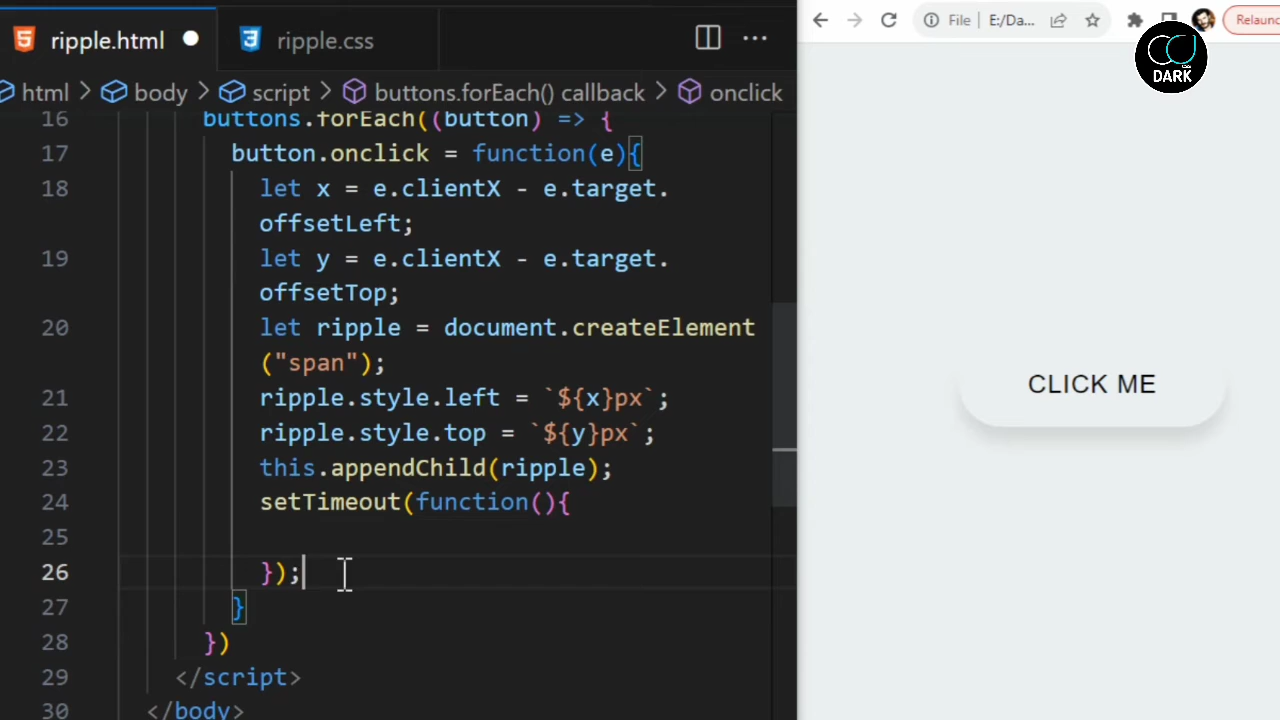 ripple.html
ripple.css
File
E:/Da...
Relaunc
DARK
html > body > script > buttons.forEach() callback > onclick
16 buttons.forEach((button) => {
17 button.onclick = function(e){
18 let x = e.clientX - e.target.
offsetLeft;
19 let y = e.clientX - e.target.
offsetTop;
20 let ripple = document.createElement
("span");
21 ripple.style.left = `${x}px`;
22 ripple.style.top = `${y}px`;
23 this.appendChild(ripple);
24 setTimeout(function(){
25
26 });
27 }
28 })
29 </script>
30 </body>
CLICK ME